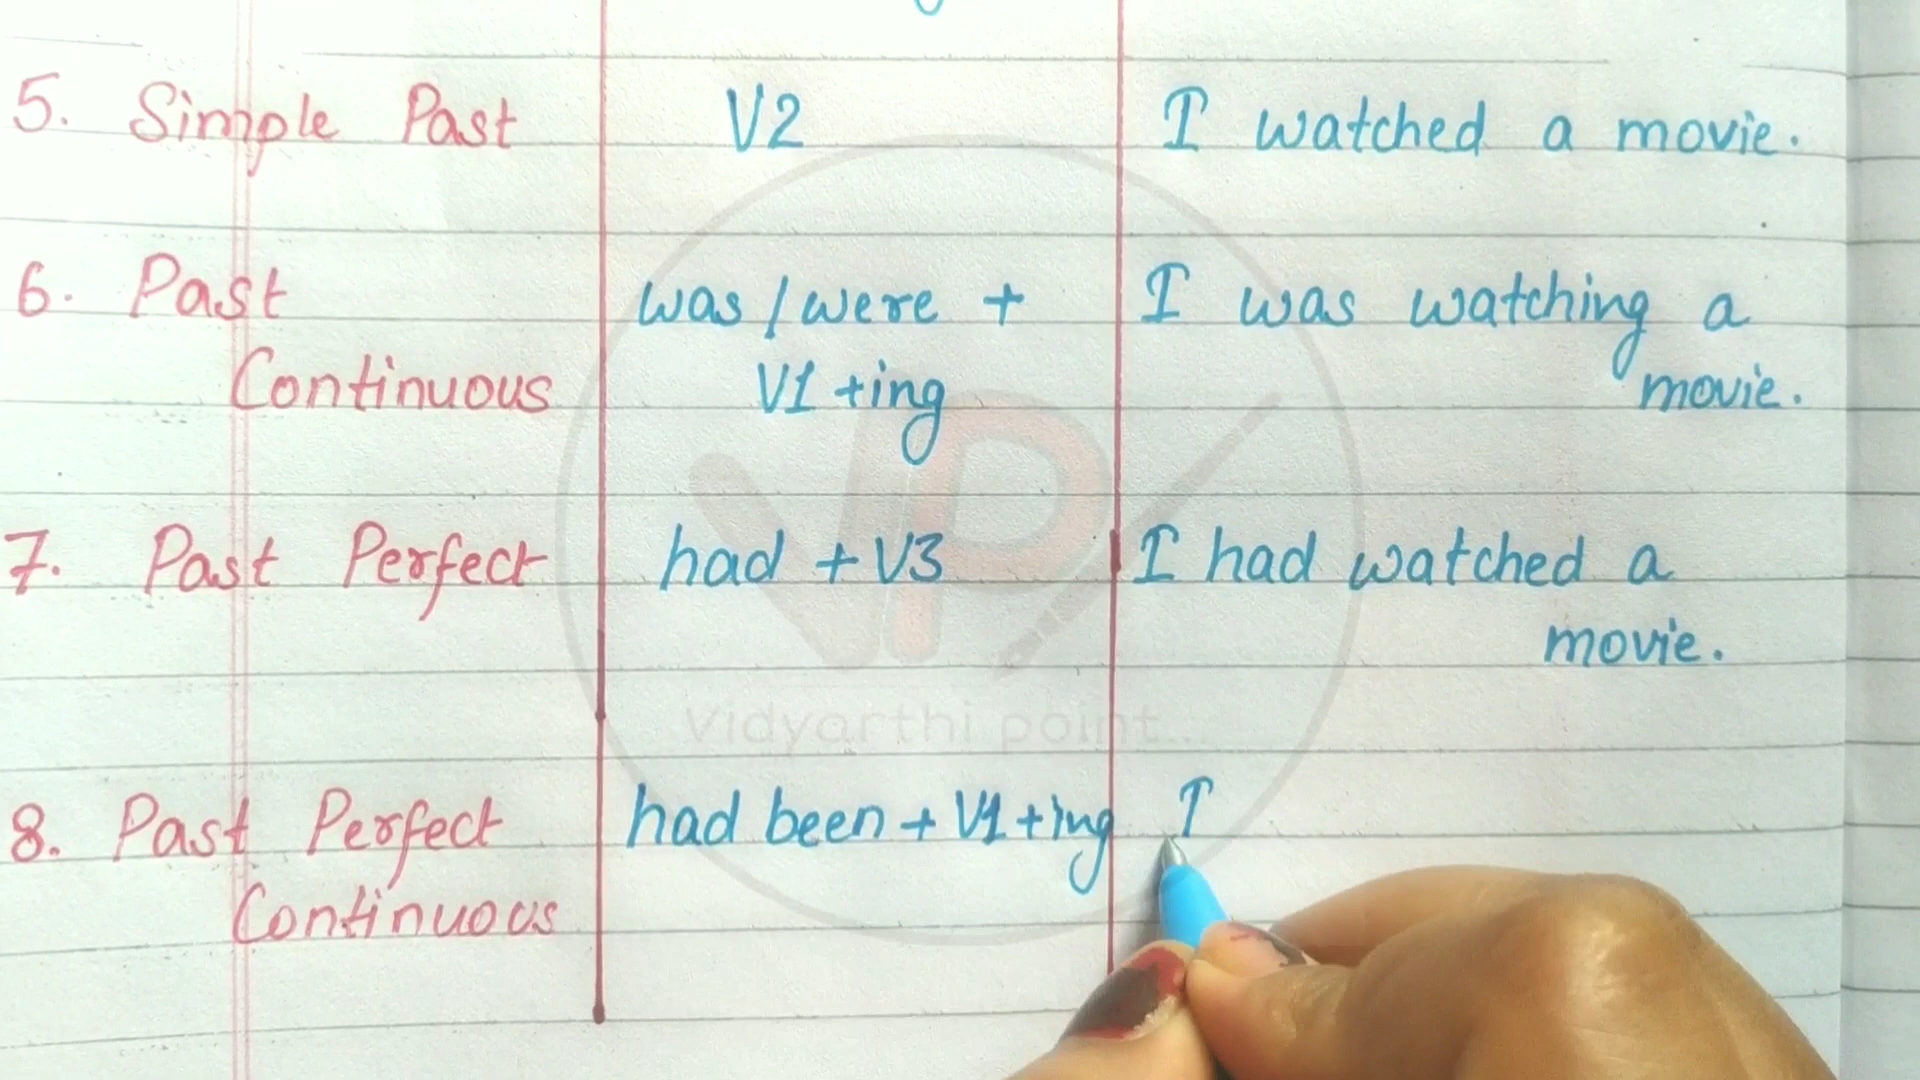 5. Simple Past V2 I watched a movie.
6. Past was/were + I was watching a
Continuous V1 +ing movie.
7. Past Perfect had + V3 I had watched a
movie.
Vidyarthi point...
8. Past Perfect had been + V1 +ing I
Continuous